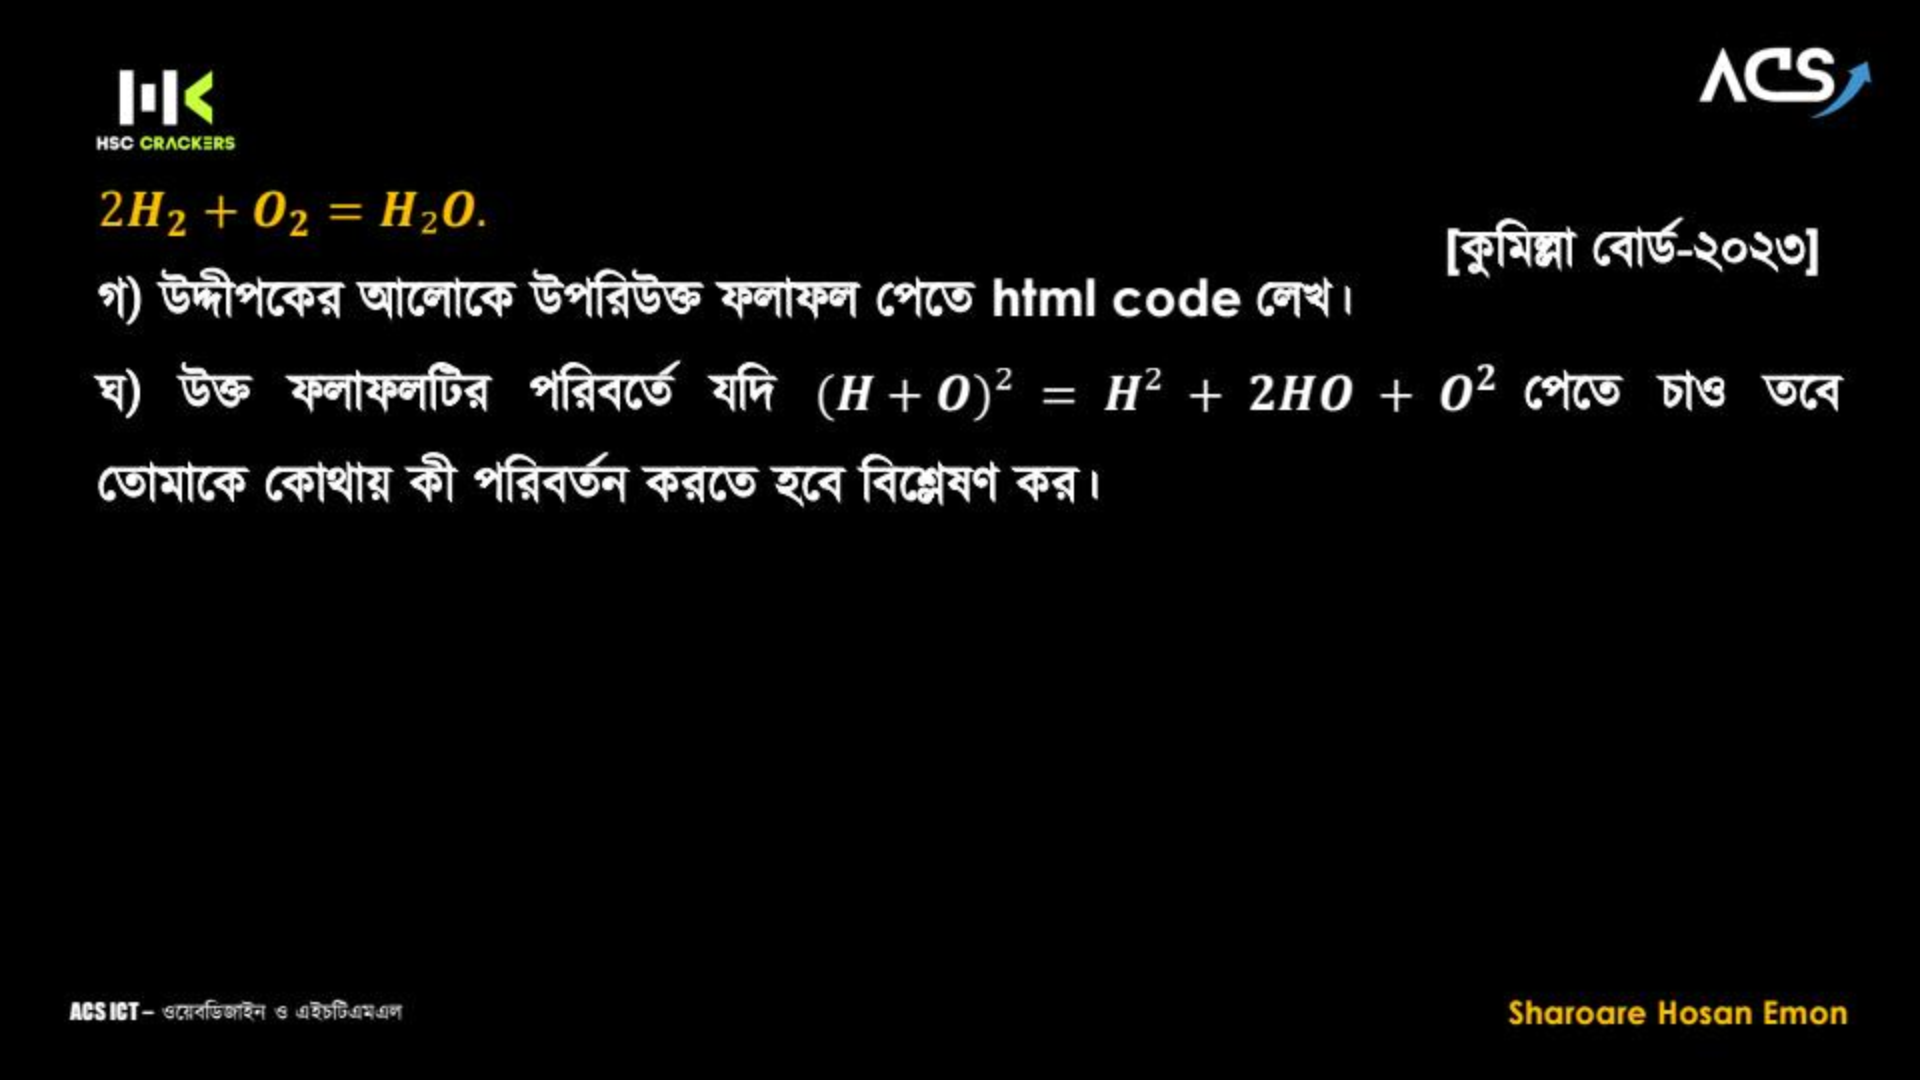 HSC CRACKERS
ACS
2H₂ + O₂ = H₂O.
[কুমিল্লা বোর্ড-২০২৩]
গ) উদ্দীপকের আলোকে উপরিউক্ত ফলাফল পেতে html code লেখ।
ঘ) উক্ত ফলাফলটির পরিবর্তে যদি (H + O)² = H² + 2HO + O² পেতে চাও তবে
তোমাকে কোথায় কী পরিবর্তন করতে হবে বিশ্লেষণ কর।
ACS ICT – ওয়েবডিজাইন ও এইচটিএমএল
Sharoare Hosan Emon